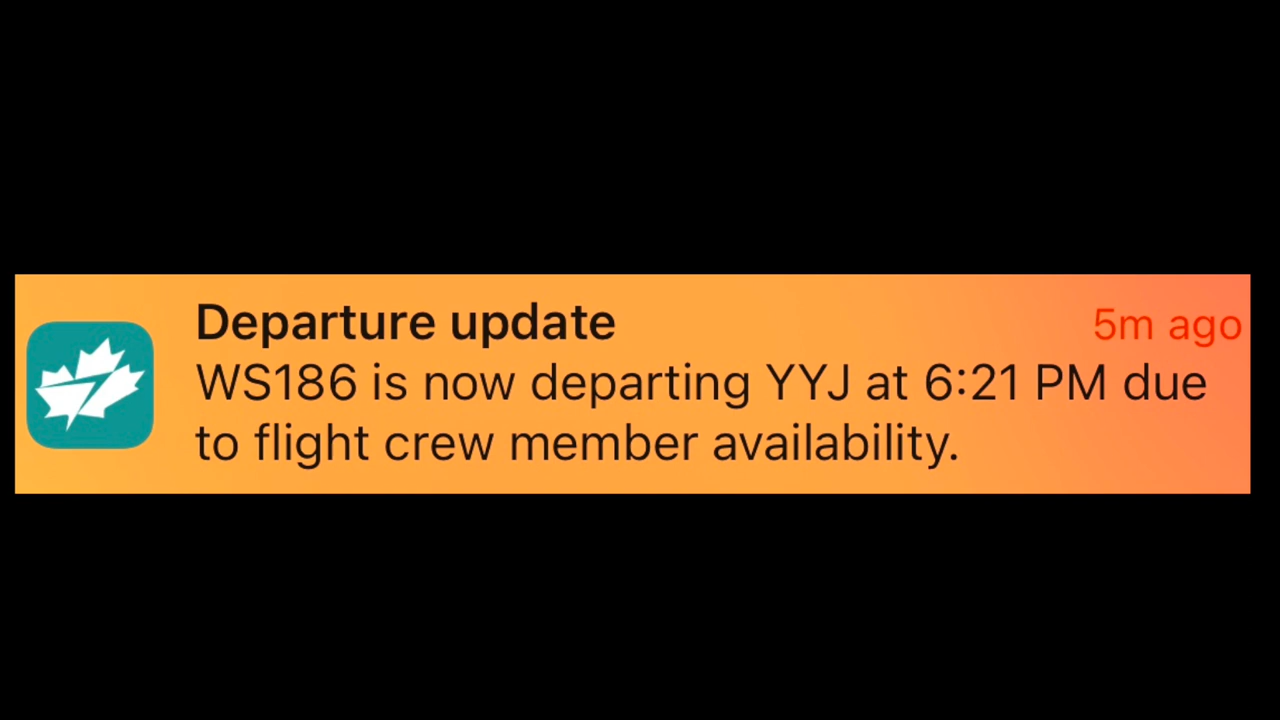 Departure update
5m ago
WS186 is now departing YYJ at 6:21 PM due
to flight crew member availability.